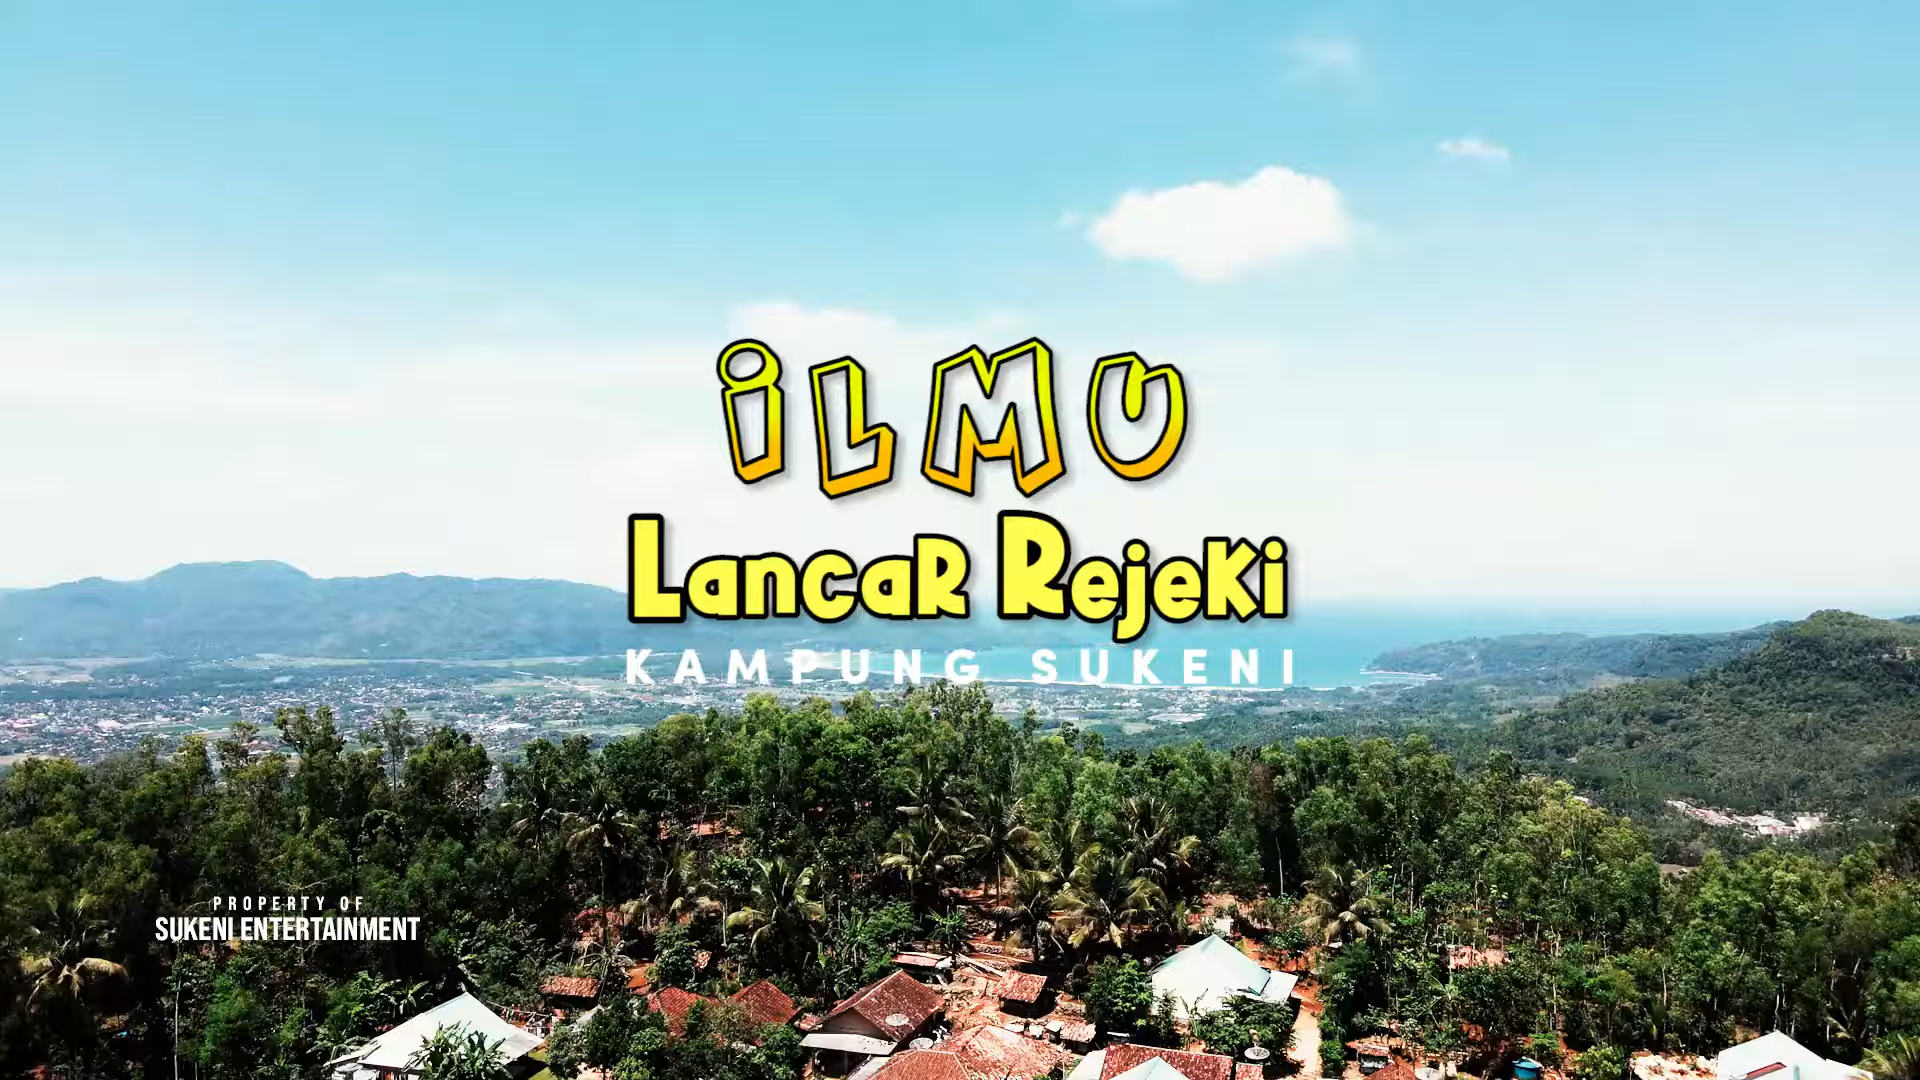 iLMU
Lancar Rejeki
KAMPUNG SUKENI
PROPERTY OF
SUKENI ENTERTAINMENT